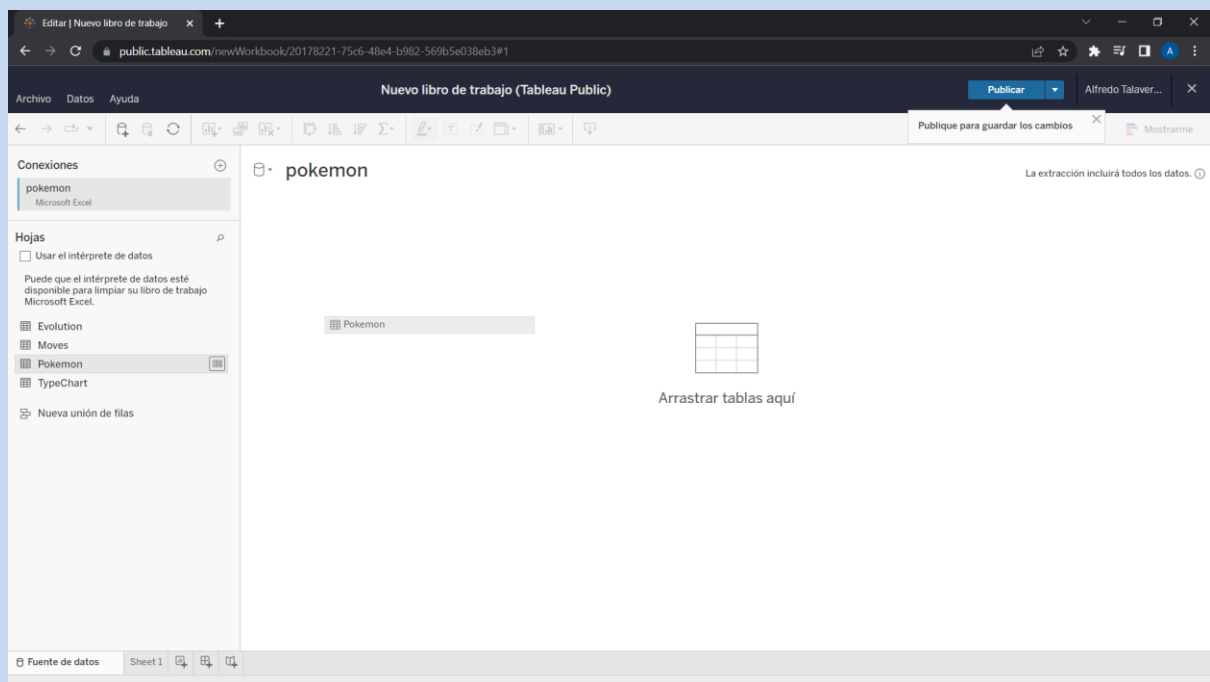 Editar | Nuevo libro de trabajo
public.tableau.com/newWorkbook/20178221-75c6-48e4-b982-569b5e038eb3#1
A
Nuevo libro de trabajo (Tableau Public)
Publicar
Alfredo Talaver...
Archivo Datos Ayuda
Publique para guardar los cambios
Mostrarme
Conexiones
pokemon
Microsoft Excel
pokemon
La extracción incluirá todos los datos.
Hojas
Usar el intérprete de datos
Puede que el intérprete de datos esté
disponible para limpiar su libro de trabajo
Microsoft Excel.
Evolution
Moves
Pokemon
TypeChart
Nueva unión de filas
Pokemon
Arrastrar tablas aquí
Fuente de datos
Sheet 1